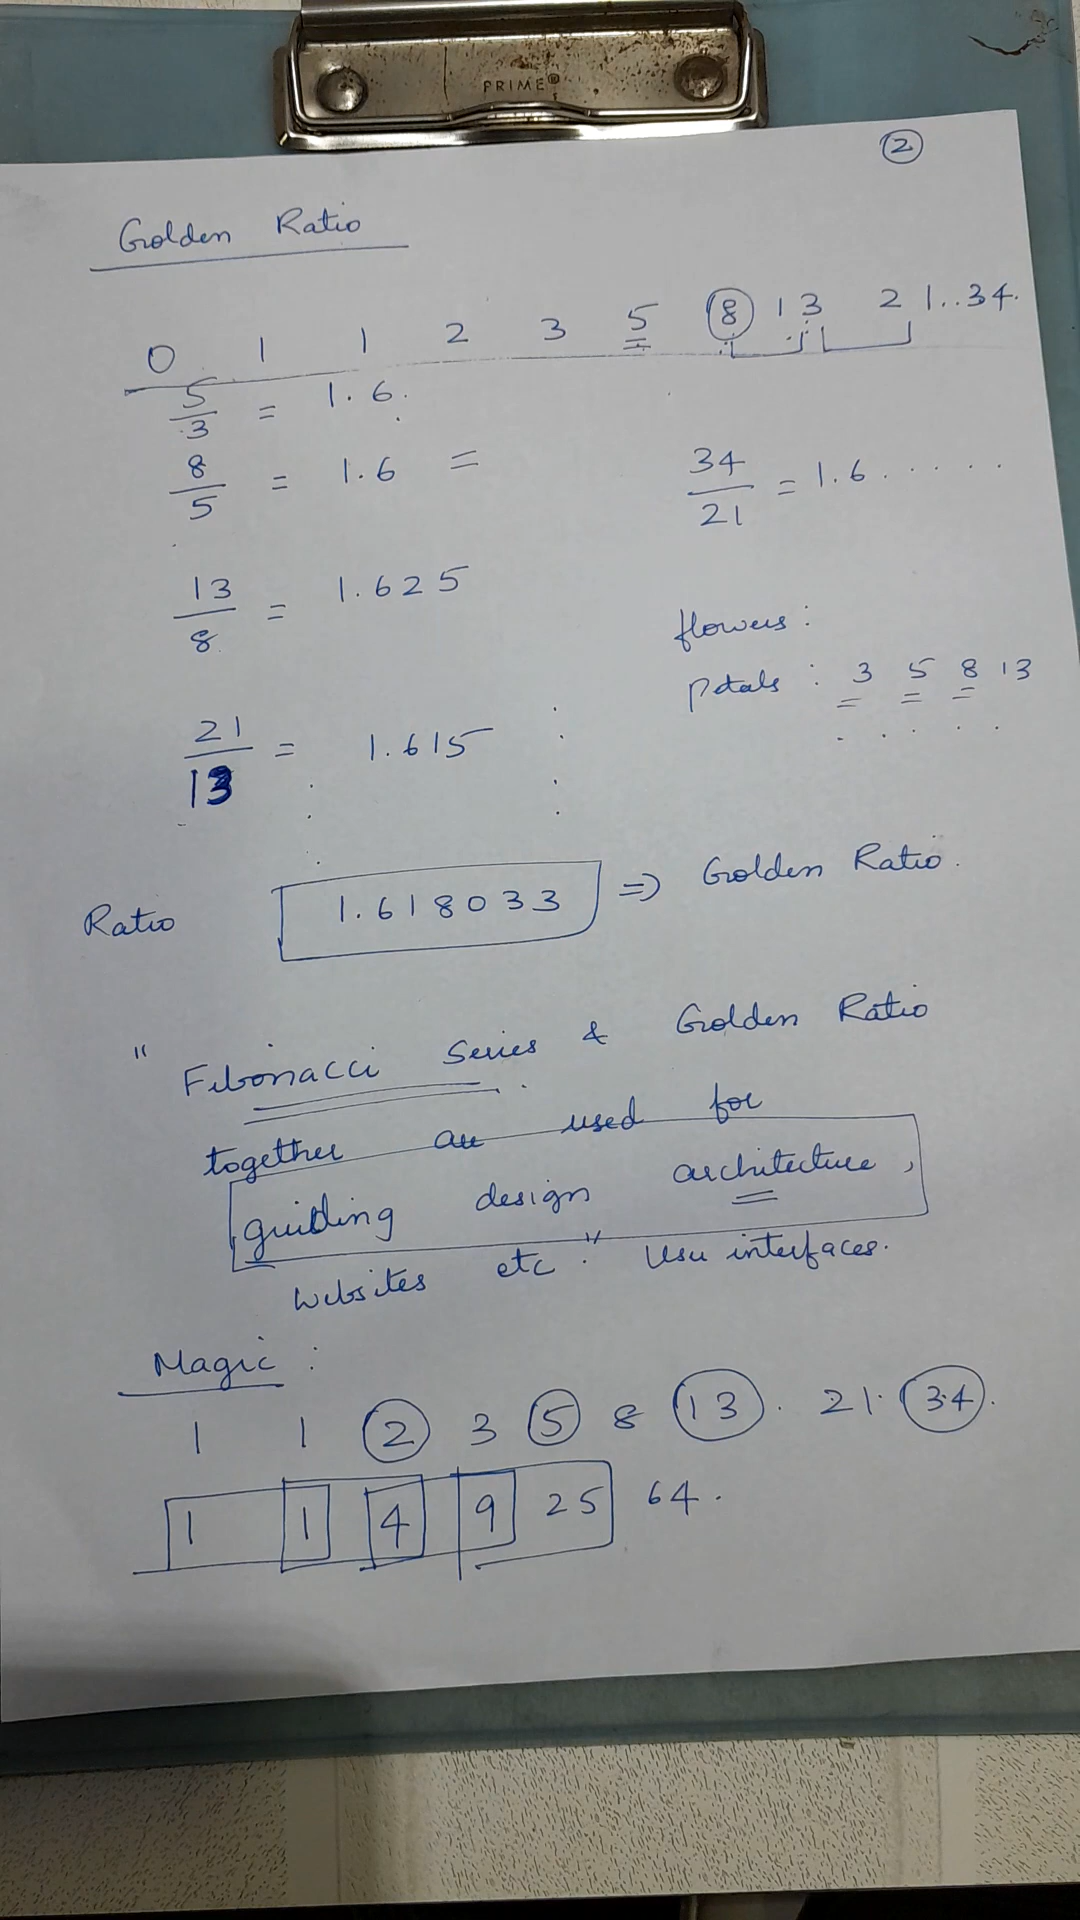 PRIME®
2
Golden Ratio
0 1 1 2 3 5 8 13 21..34.
5/3 = 1.6.
8/5 = 1.6 =
34/21 = 1.6.....
13/8 = 1.625
flowers :
petals : 3 5 8 13
21/13 = 1.615
Ratio 1.618033 => Golden Ratio.
" Fibonacci Series & Golden Ratio
together are used for
guiding design architecture,
websites etc." User interfaces.
Magic :
1 1 2 3 5 8 13. 21. 34.
1 1 4 9 25 64.